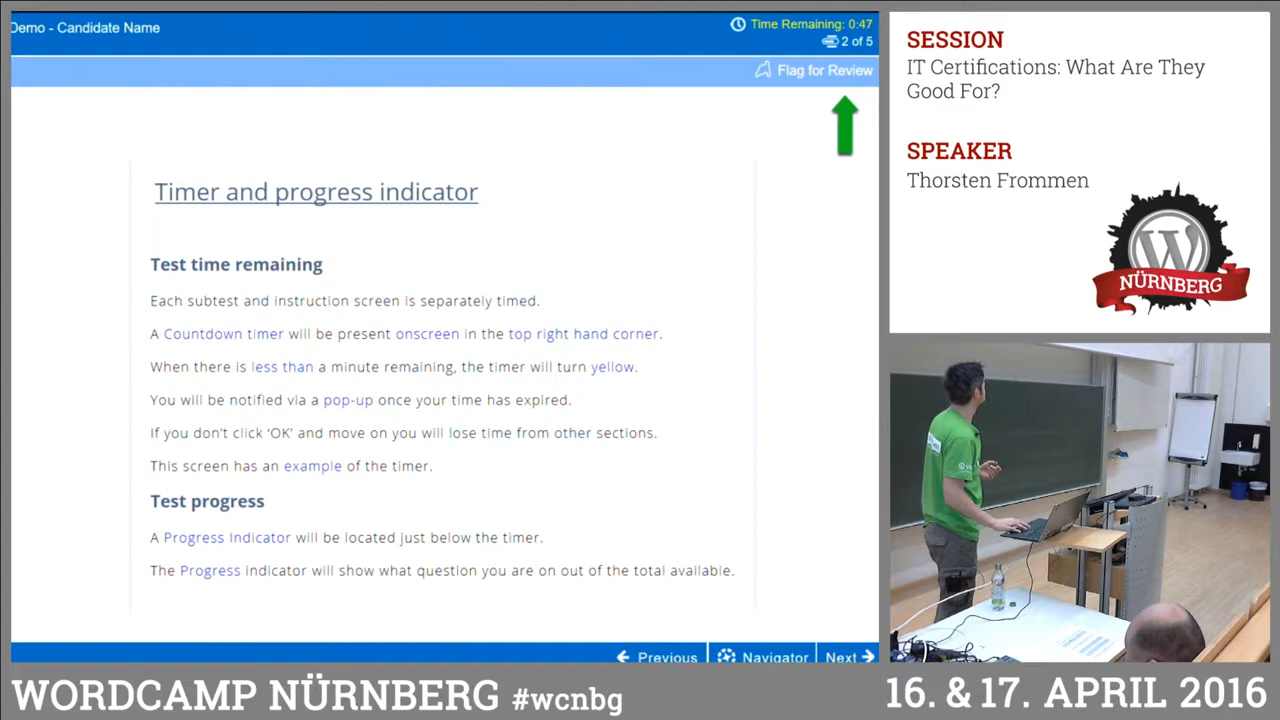 Demo - Candidate Name
Time Remaining: 0:47
2 of 5
Flag for Review
Timer and progress indicator
Test time remaining
Each subtest and instruction screen is separately timed.
A Countdown timer will be present onscreen in the top right hand corner.
When there is less than a minute remaining, the timer will turn yellow.
You will be notified via a pop-up once your time has expired.
If you don't click ‘OK’ and move on you will lose time from other sections.
This screen has an example of the timer.
Test progress
A Progress Indicator will be located just below the timer.
The Progress indicator will show what question you are on out of the total available.
Previous
Navigator
Next
SESSION
IT Certifications: What Are They
Good For?
SPEAKER
Thorsten Frommen
W
NÜRNBERG
WORDCAMP NÜRNBERG #wcnbg
16. & 17. APRIL 2016